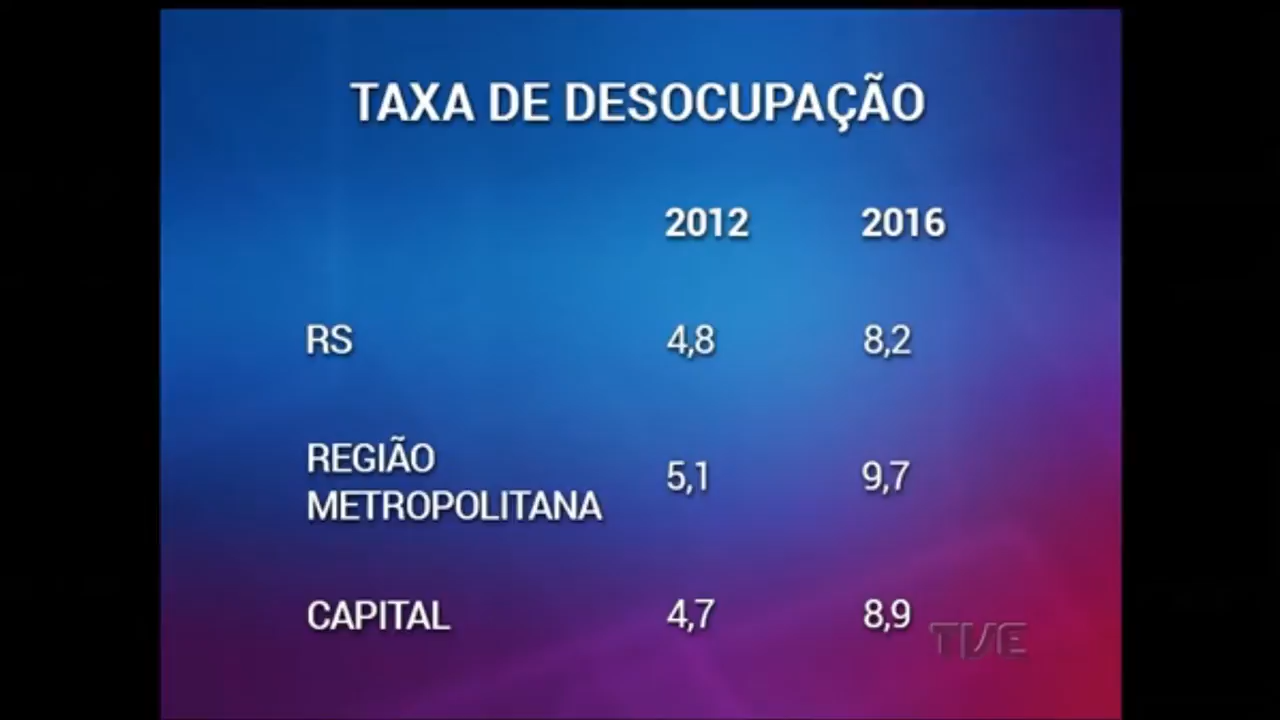 TAXA DE DESOCUPAÇÃO
2012 2016
RS 4,8 8,2
REGIÃO
METROPOLITANA 5,1 9,7
CAPITAL 4,7 8,9
TVE